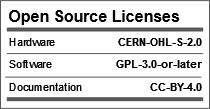 Open Source Licenses
Hardware CERN-OHL-S-2.0
Software GPL-3.0-or-later
Documentation CC-BY-4.0